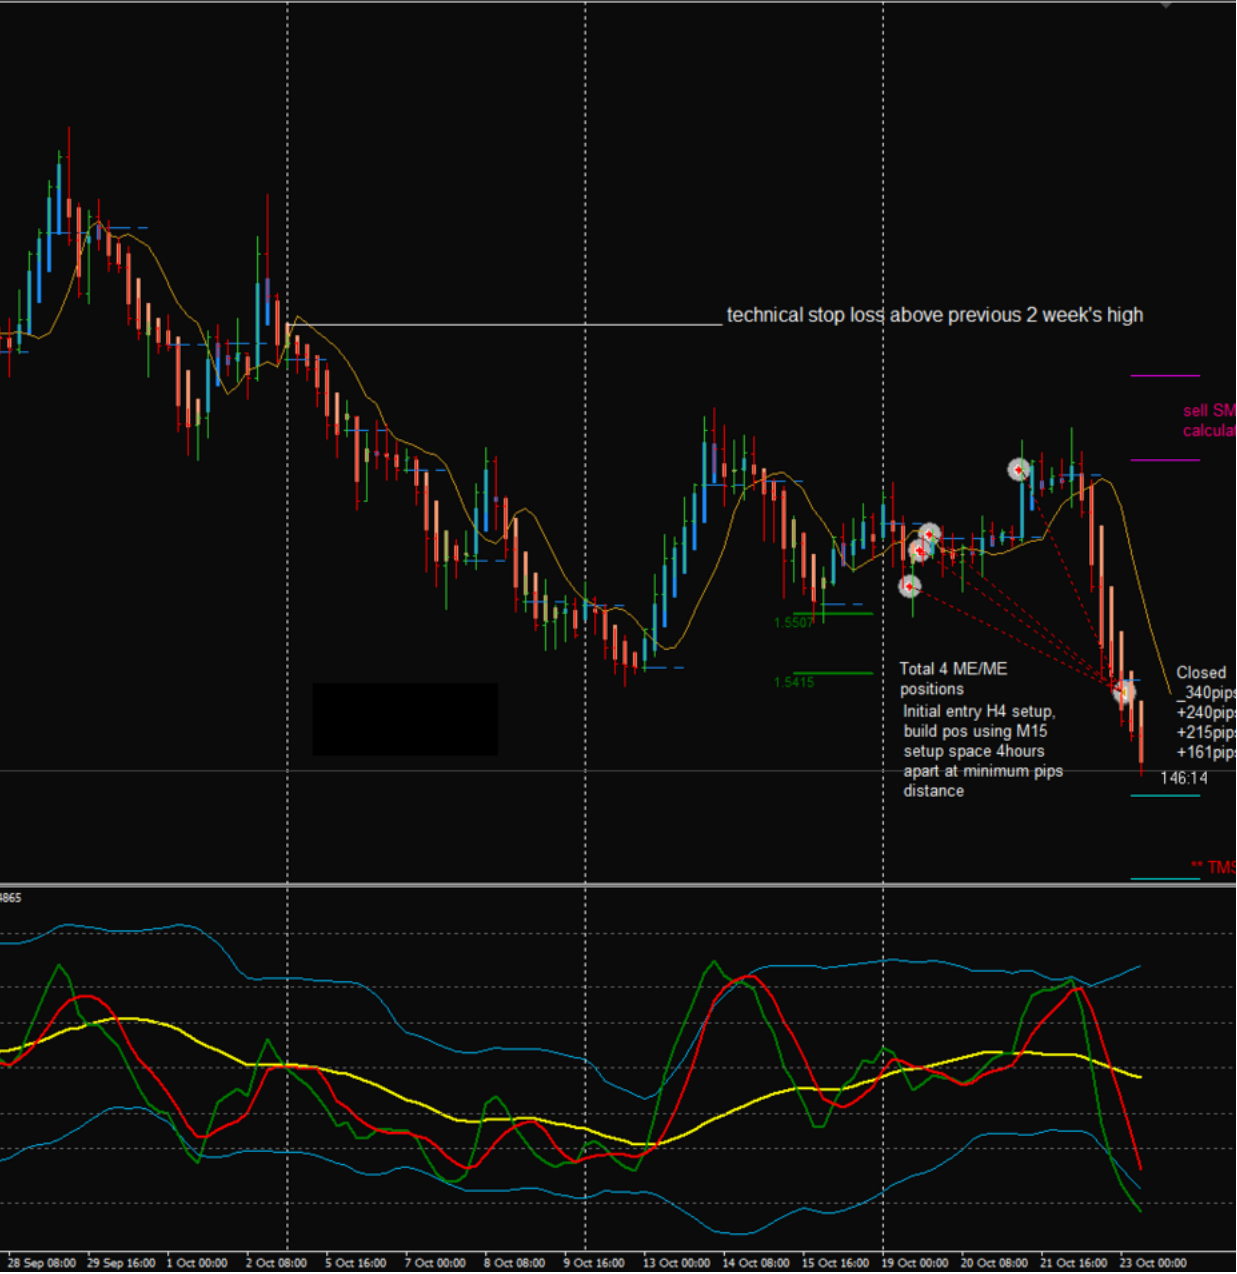 technical stop loss above previous 2 week's high
sell SM
calculat
1.5507
1.5415
Total 4 ME/ME
positions
Initial entry H4 setup,
build pos using M15
setup space 4hours
apart at minimum pips
distance
Closed
_340pips
+240pips
+215pips
+161pips
146:14
** TMS
4865
28 Sep 08:00 29 Sep 16:00 1 Oct 00:00 2 Oct 08:00 5 Oct 16:00 7 Oct 00:00 8 Oct 08:00 9 Oct 16:00 13 Oct 00:00 14 Oct 08:00 15 Oct 16:00 19 Oct 00:00 20 Oct 08:00 21 Oct 16:00 23 Oct 00:00